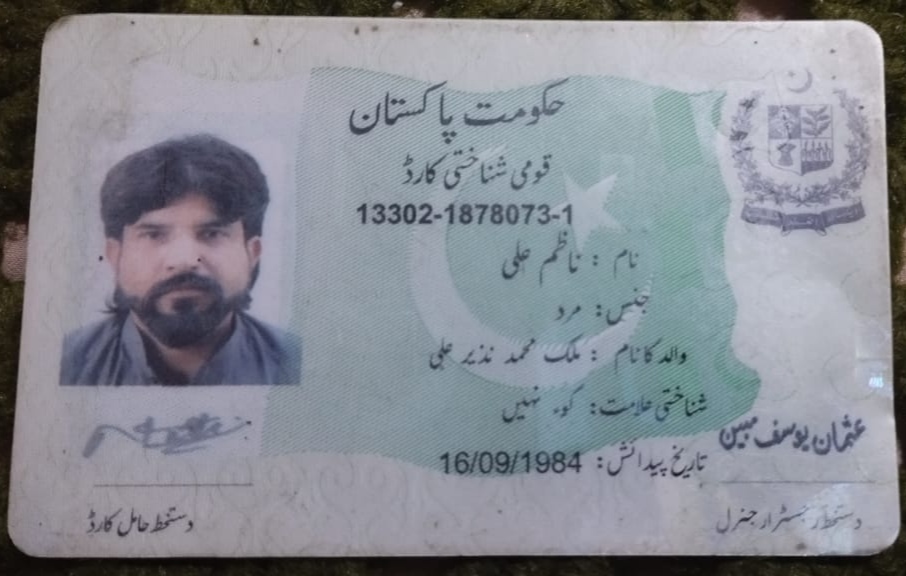 حکومت پاکستان
قومی شناختی کارڈ
13302-1878073-1
نام : ناظم علی
جنس: مرد
والد کا نام : ملک محمد نذیر علی
شناختی علامت: کوء نہیں
تاریخ پیدائش: 16/09/1984
عثمان یوسف مبین
دستخط حامل کارڈ
دستخط رجسٹرار جنرل